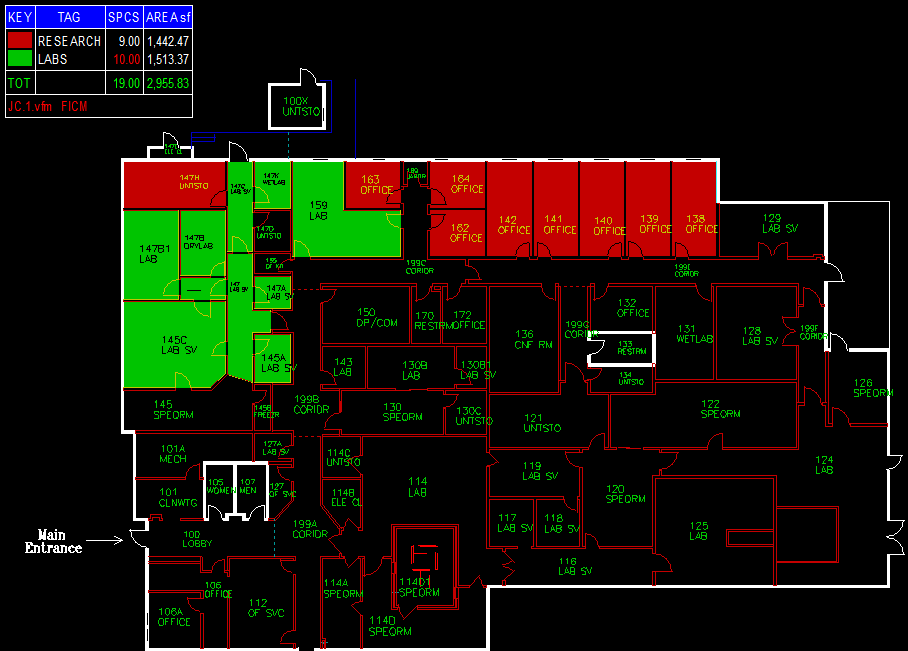 KEY TAG SPCS AREA sf
RESEARCH 9.00 1,442.47
LABS 10.00 1,513.37
TOT 19.00 2,955.83
JC.1.vfm FICM
100X
UNTSTO
147H
UNTSTO
147K
WETLAB
147C
LAB SV
163
OFFICE
164
OFFICE
159
LAB
162
OFFICE
142
OFFICE
141
OFFICE
140
OFFICE
139
OFFICE
138
OFFICE
129
LAB SV
147B1
LAB
147B
DRYLAB
147D
UNTSTO
199C
CORIDR
199E
CORIDR
147A
LAB SV
150
DP/COM
170
RESTRM
172
OFFICE
136
CNF RM
199G
CORIDR
132
OFFICE
131
WETLAB
128
LAB SV
199F
CORIDR
133
RESTRM
134
UNTSTO
145C
LAB SV
145A
LAB SV
143
LAB
130B
LAB
LAB SV
126
SPEQRM
145
SPEQRM
145B
FREEZR
199B
CORIDR
130
SPEQRM
130C
UNTSTO
121
UNTSTO
122
SPEQRM
101A
MECH
127A
LAB SV
114C
UNTSTO
119
LAB SV
124
LAB
101
CLNWTG
105
WOMEN
107
MEN
127
OF SVC
114B
ELE CL
114
LAB
120
SPEQRM
117
LAB SV
118
LAB SV
125
LAB
100
LOBBY
199A
CORIDR
Main
Entrance
116
LAB SV
106
OFFICE
106A
OFFICE
112
OF SVC
114A
SPEQRM
114D1
SPEQRM
114D
SPEQRM